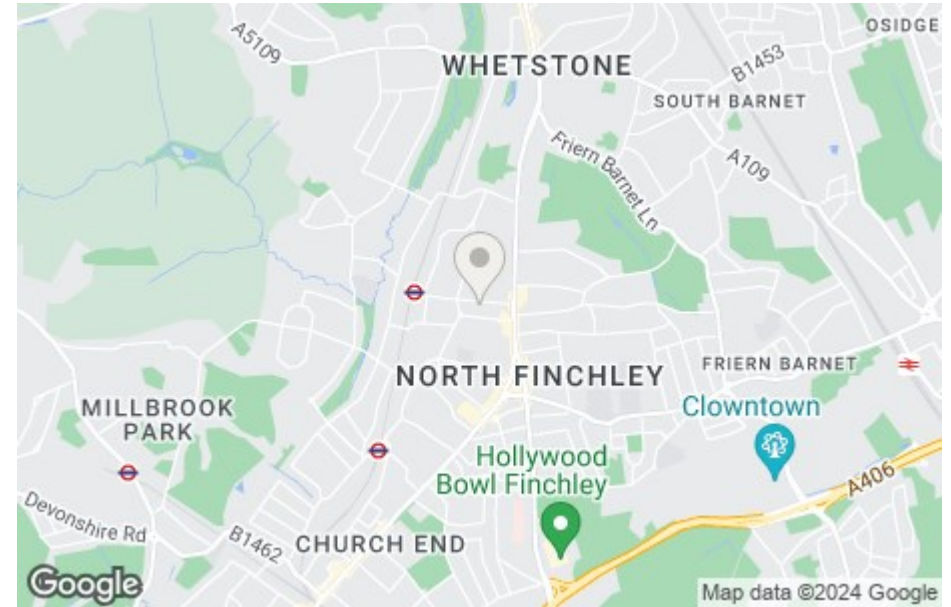 OSIDGE
A5109
WHETSTONE
B1453
SOUTH BARNET
Friern Barnet Ln
A109
NORTH FINCHLEY
FRIERN BARNET
MILLBROOK
PARK
Clowntown
Hollywood
Bowl Finchley
A406
Devonshire Rd
B1462
CHURCH END
Google
Map data ©2024 Google